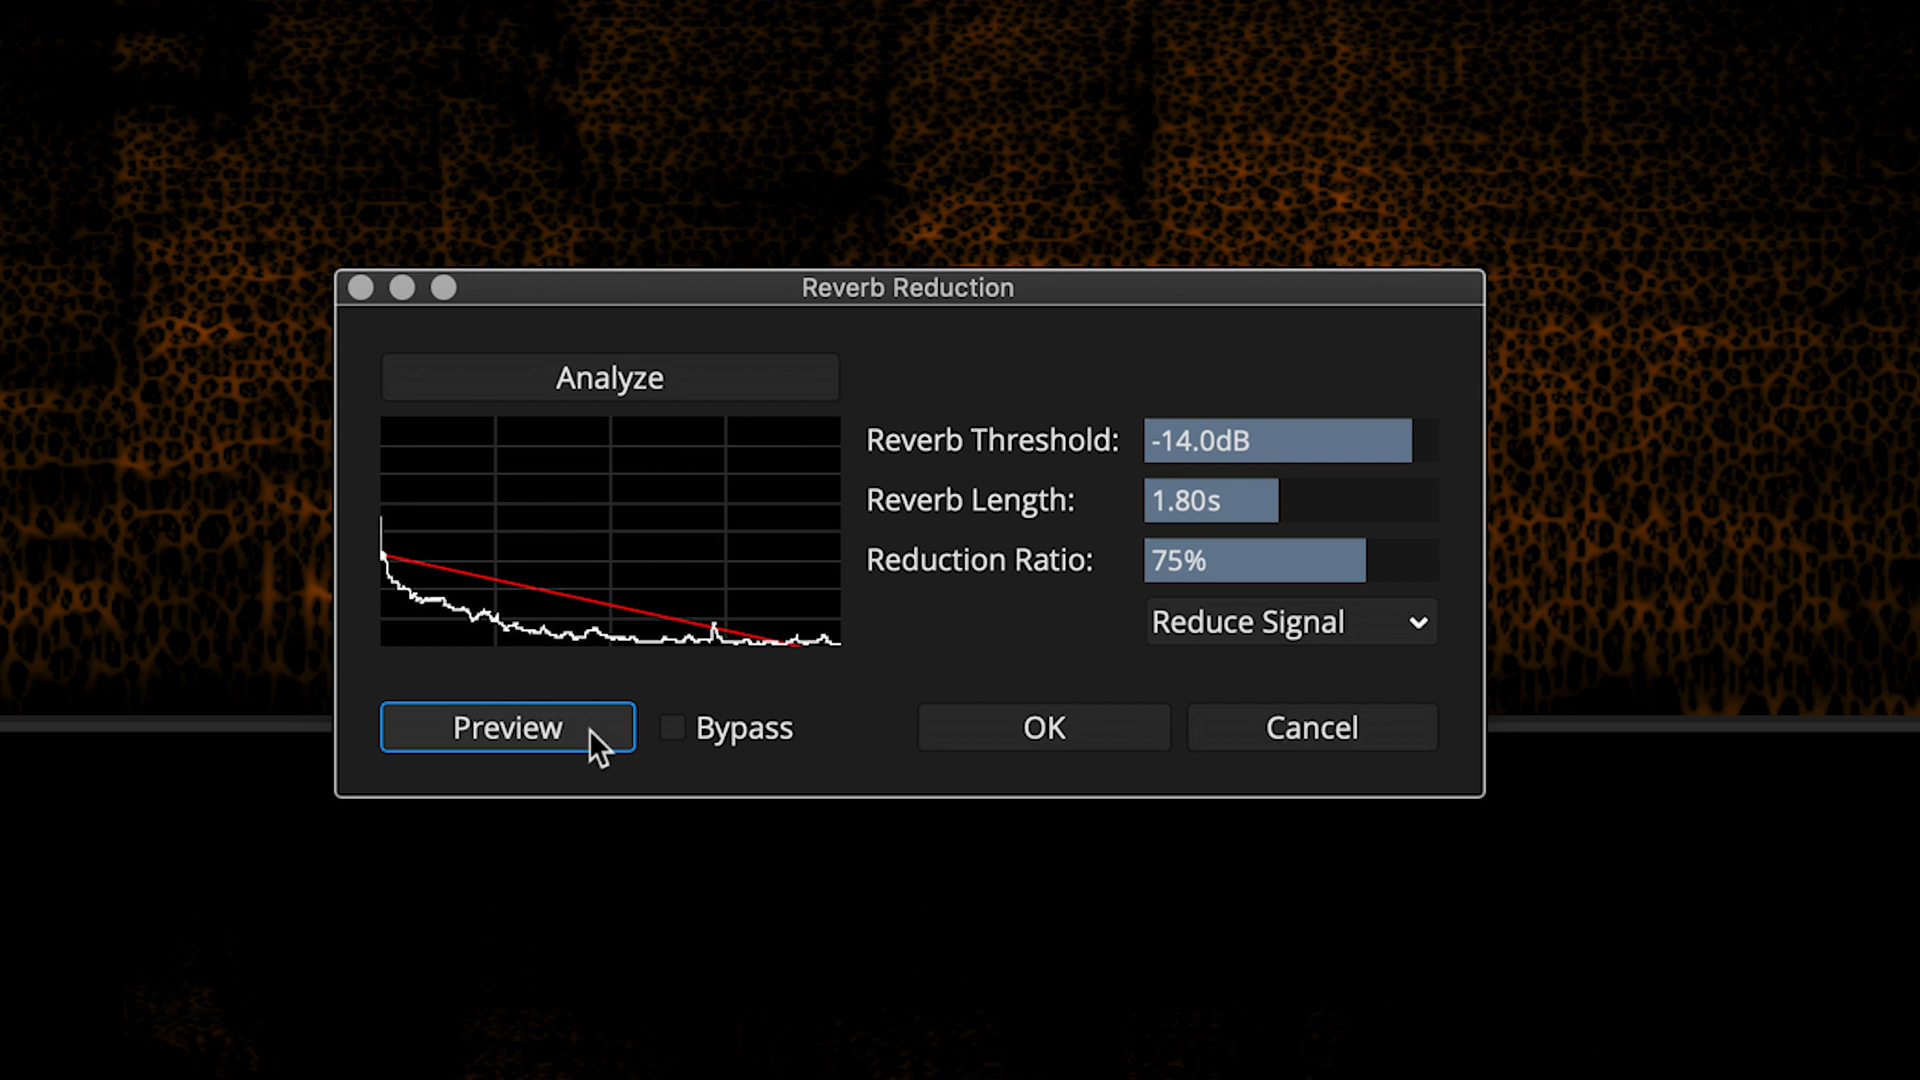 Reverb Reduction
Analyze
Reverb Threshold: -14.0dB
Reverb Length: 1.80s
Reduction Ratio: 75%
Reduce Signal
Preview Bypass OK Cancel